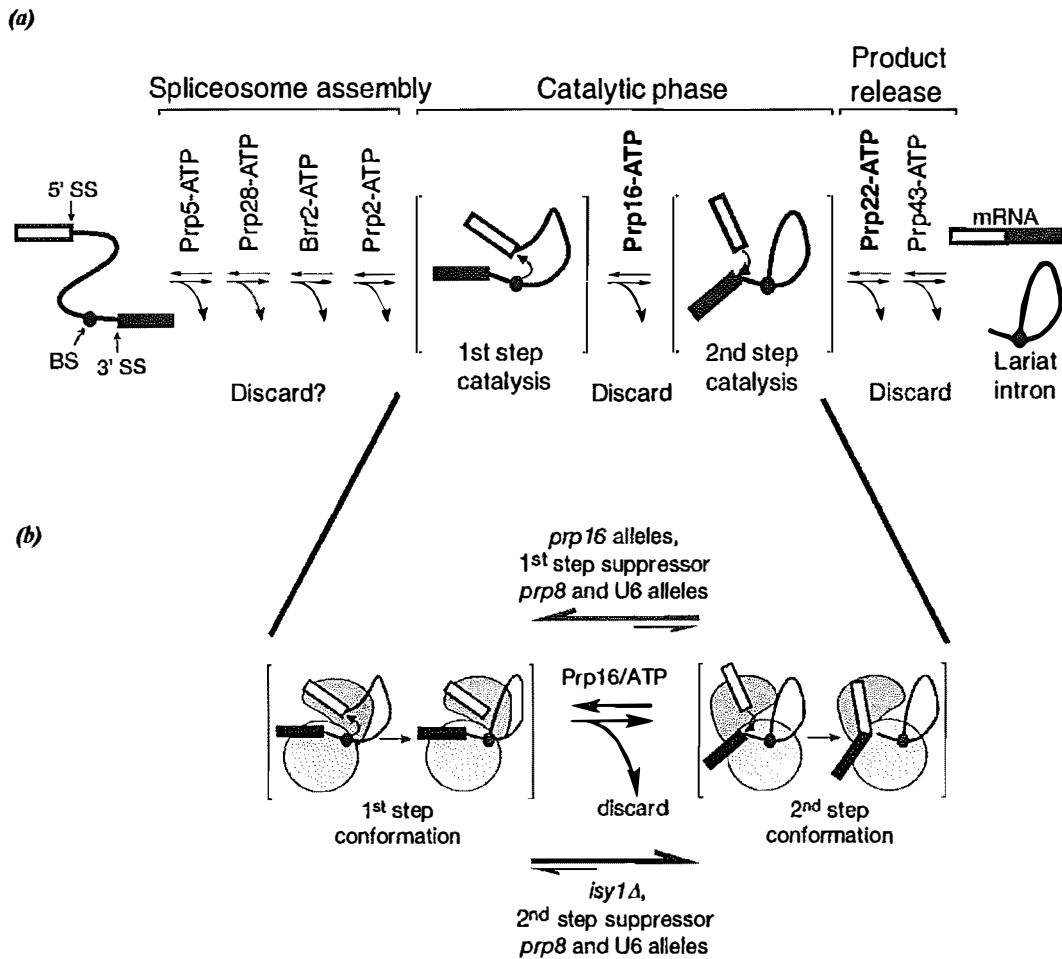 (a)
Spliceosome assembly
Catalytic phase
Product
release
5' SS
BS
3' SS
Prp5-ATP
Prp28-ATP
Brr2-ATP
Prp2-ATP
Discard?
1st step
catalysis
Prp16-ATP
Discard
2nd step
catalysis
Prp22-ATP
Prp43-ATP
Discard
mRNA
Lariat
intron
(b)
prp16 alleles,
1st step suppressor
prp8 and U6 alleles
Prp16/ATP
discard
1st step
conformation
2nd step
conformation
isy1Δ,
2nd step suppressor
prp8 and U6 alleles